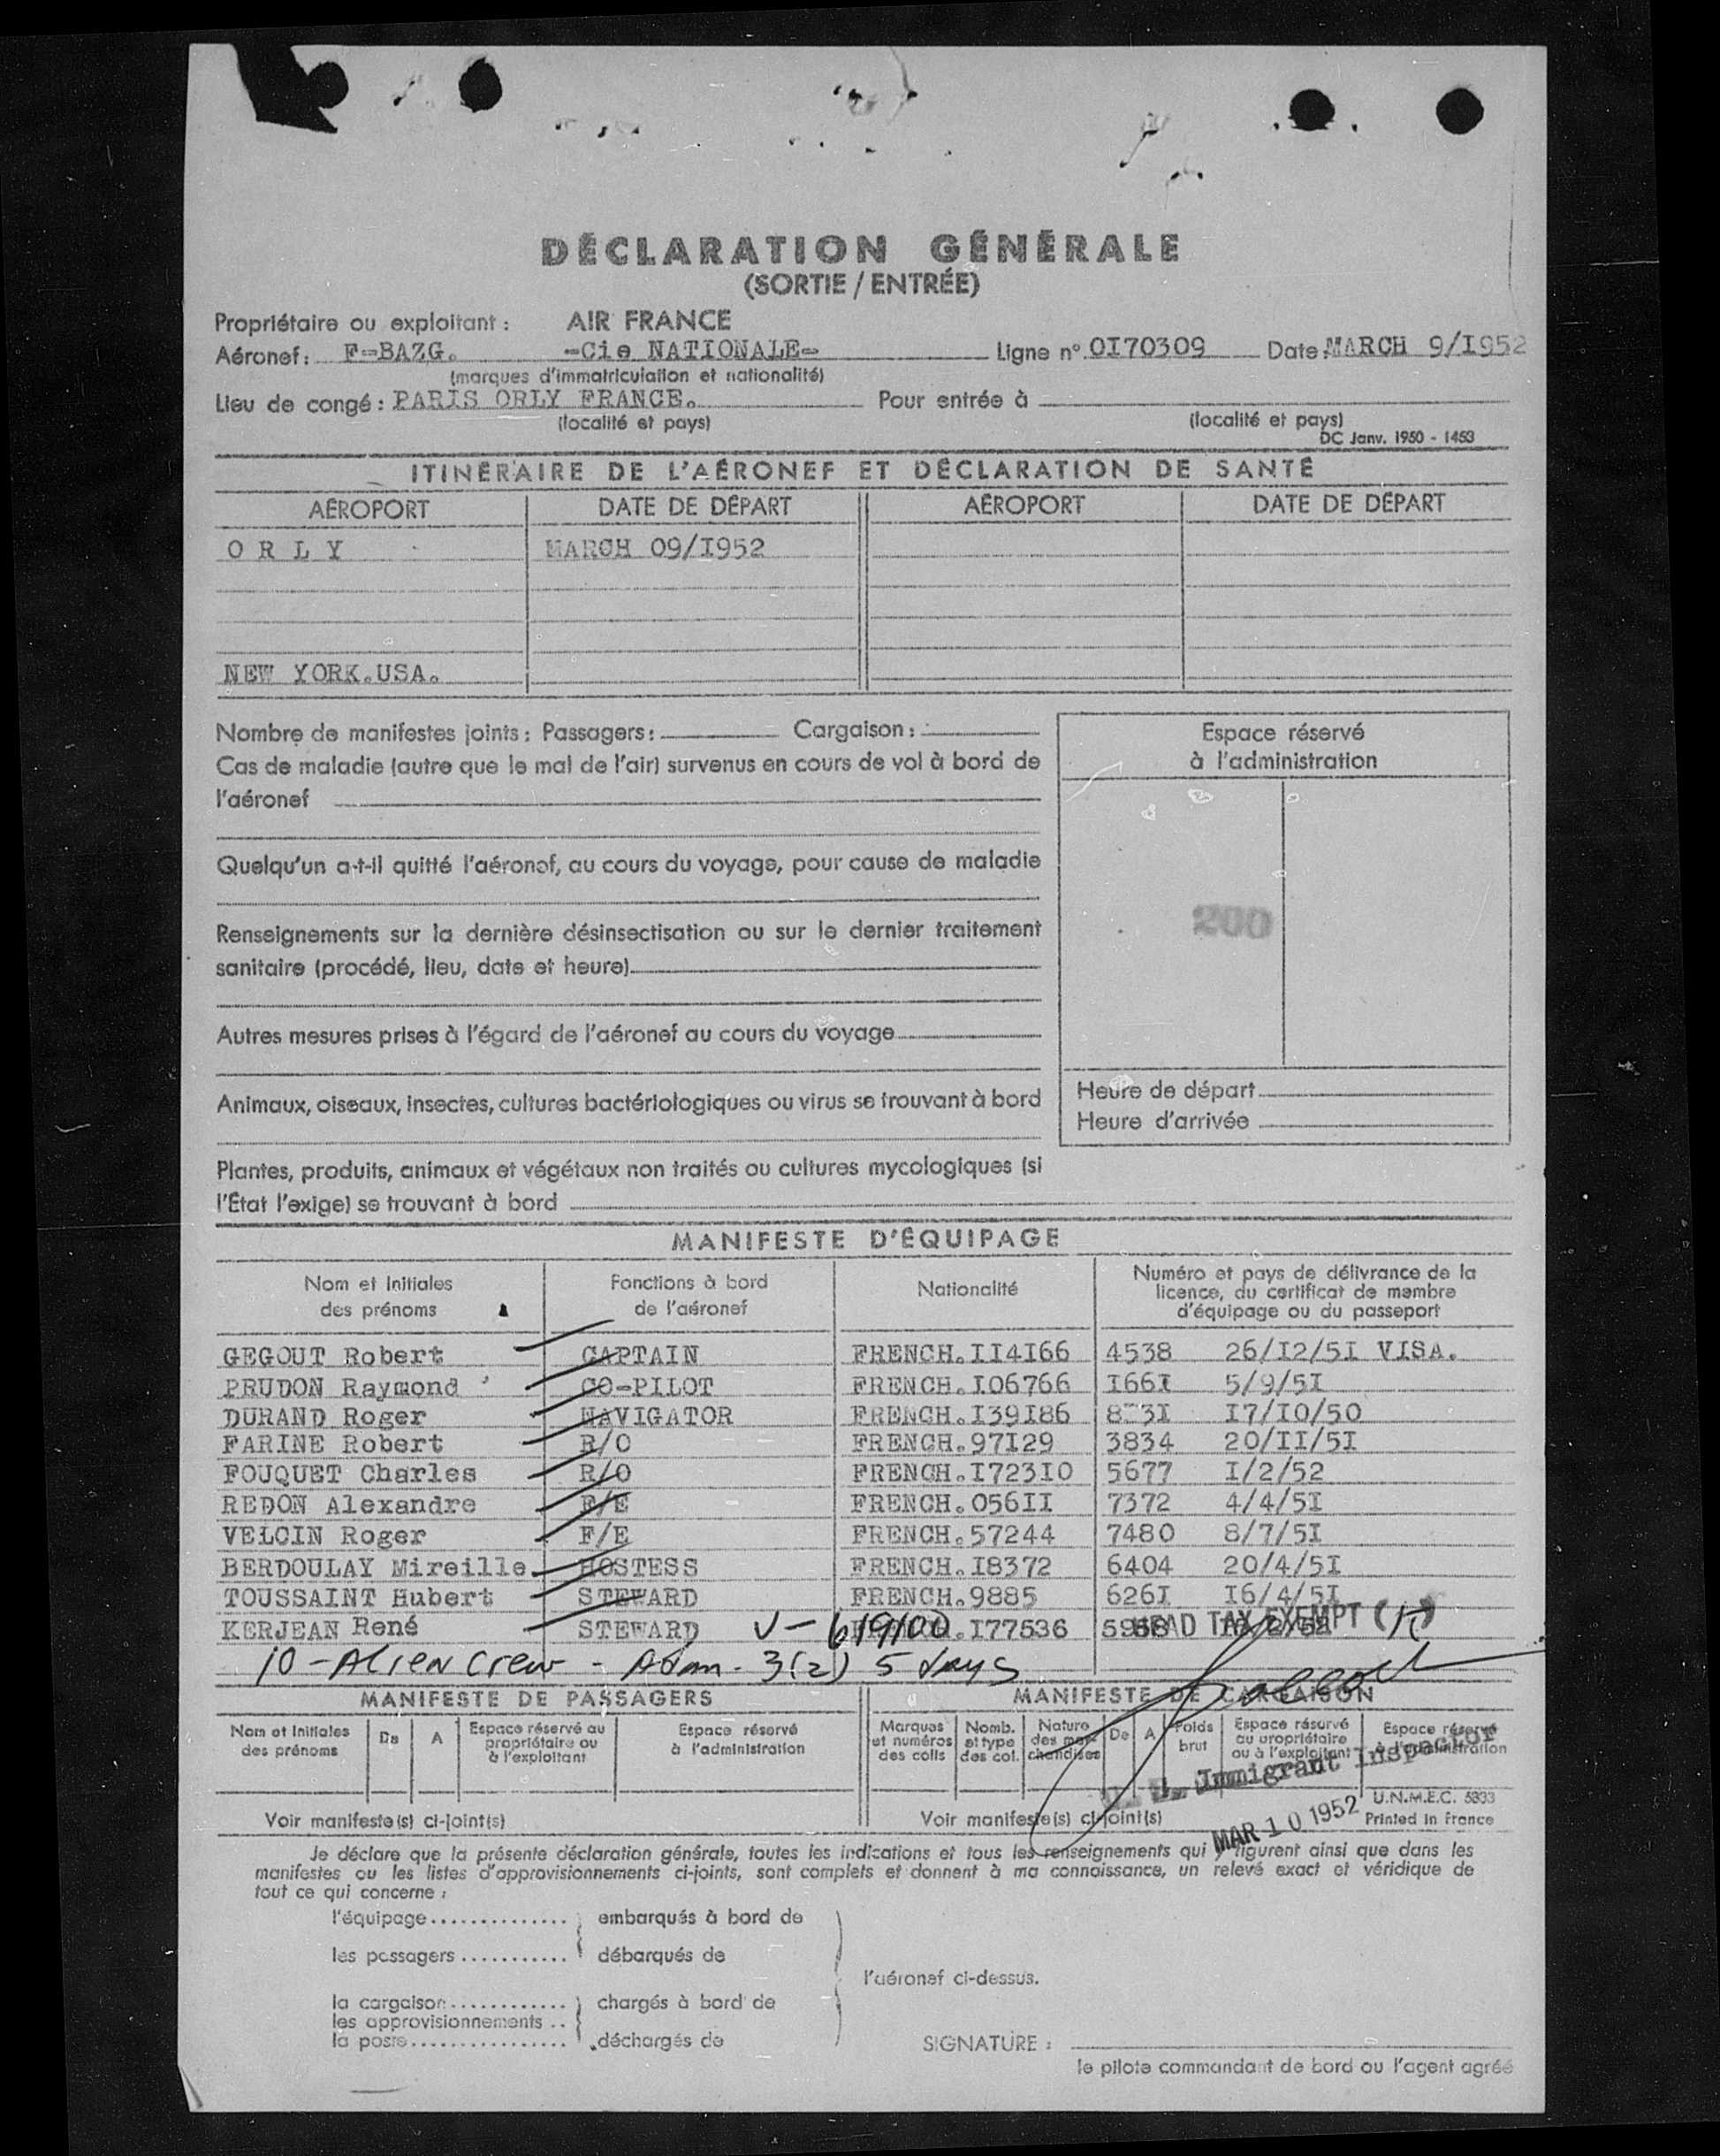 DÉCLARATION GÉNÉRALE
(SORTIE / ENTRÉE)
Propriétaire ou exploitant : AIR FRANCE
Aéronef : F-BAZG. -Cie NATIONALE- Ligne nº 0I70309 Date: MARCH 9/I952
(marques d'immatriculation et nationalité)
Lieu de congé : PARIS ORLY FRANCE. Pour entrée à
(localité et pays) (localité et pays)
DC Janv. 1950 - 1453
ITINÉRAIRE DE L'AÉRONEF ET DÉCLARATION DE SANTÉ
AÉROPORT DATE DE DÉPART AÉROPORT DATE DE DÉPART
O R L Y MARCH 09/I952
NEW YORK.USA.
Nombre de manifestes joints : Passagers : Cargaison :
Espace réservé
à l'administration
Cas de maladie (autre que le mal de l'air) survenus en cours de vol à bord de
l'aéronef
Quelqu'un a-t-il quitté l'aéronef, au cours du voyage, pour cause de maladie
200
Renseignements sur la dernière désinsectisation ou sur le dernier traitement
sanitaire (procédé, lieu, date et heure)
Autres mesures prises à l'égard de l'aéronef au cours du voyage
Animaux, oiseaux, insectes, cultures bactériologiques ou virus se trouvant à bord
Heure de départ
Heure d'arrivée
Plantes, produits, animaux et végétaux non traités ou cultures mycologiques (si
l'État l'exige) se trouvant à bord
MANIFESTE D'ÉQUIPAGE
Nom et Initiales des prénoms Fonctions à bord de l'aéronef Nationalité Numéro et pays de délivrance de la licence, du certificat de membre d'équipage ou du passeport
GEGOUT Robert CAPTAIN FRENCH.II4I66 4538 26/I2/5I VISA.
PRUDON Raymond CO-PILOT FRENCH.I06766 I66I 5/9/5I
DURAND Roger NAVIGATOR FRENCH.I39I86 I7/I0/50
FARINE Robert R/O FRENCH.97I29 3834 20/II/5I
FOUQUET Charles R/O FRENCH.I723I0 5677 I/2/52
REDON Alexandre F/E FRENCH.056II 7372 4/4/5I
VELCIN Roger F/E FRENCH.57244 7480 8/7/5I
BERDOULAY Mireille. HOSTESS FRENCH.I8372 6404 20/4/5I
TOUSSAINT Hubert STEWARD FRENCH.9885 626I I6/4/5I
KERJEAN René STEWARD V-619100 .I77536 HEAD TAX EXEMPT
10 - Alien Crew - Adm. 3(2) 5 days
MANIFESTE DE PASSAGERS MANIFESTE DE CARGAISON
Nom et Initiales des prénoms De A Espace réservé au propriétaire ou à l'exploitant Espace réservé à l'administration
Marques et numéros des colis Nomb. et type des col. Nature des marchandises De A Poids brut Espace réservé au propriétaire ou à l'exploitant Espace réservé à l'administration
Immigrant Inspector
Voir manifeste(s) ci-joint(s) Voir manifeste(s) ci-joint(s)
U.N.M.E.C. 5333
Printed in France
MAR 10 1952
Je déclare que la présente déclaration générale, toutes les indications et tous les renseignements qui y figurent ainsi que dans les
manifestes ou les listes d'approvisionnements ci-joints, sont complets et donnent à ma connaissance, un relevé exact et véridique de
tout ce qui concerne :
l'équipage .............. embarqués à bord de
les passagers ........... débarqués de
l'aéronef ci-dessus.
la cargaison ............ chargés à bord de
les approvisionnements ..
la poste ................ déchargés de
SIGNATURE :
le pilote commandant de bord ou l'agent agréé